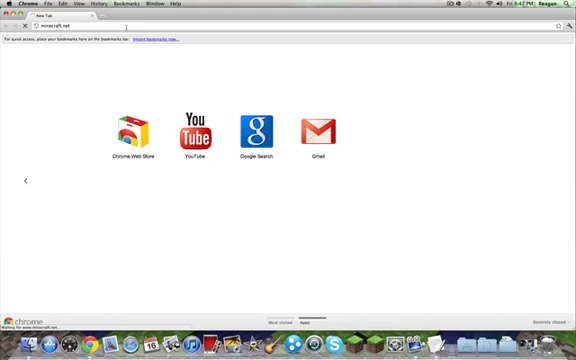 Chrome File Edit View History Bookmarks Window Help
Fri 8:47 PM Reagan
New Tab
minecraft.net
For quick access, place your bookmarks here on the bookmarks bar. Import bookmarks now...
You
Tube
g
Chrome Web Store YouTube Google Search Gmail
chrome
Most visited Apps Recently closed
Waiting for www.minecraft.net...
16